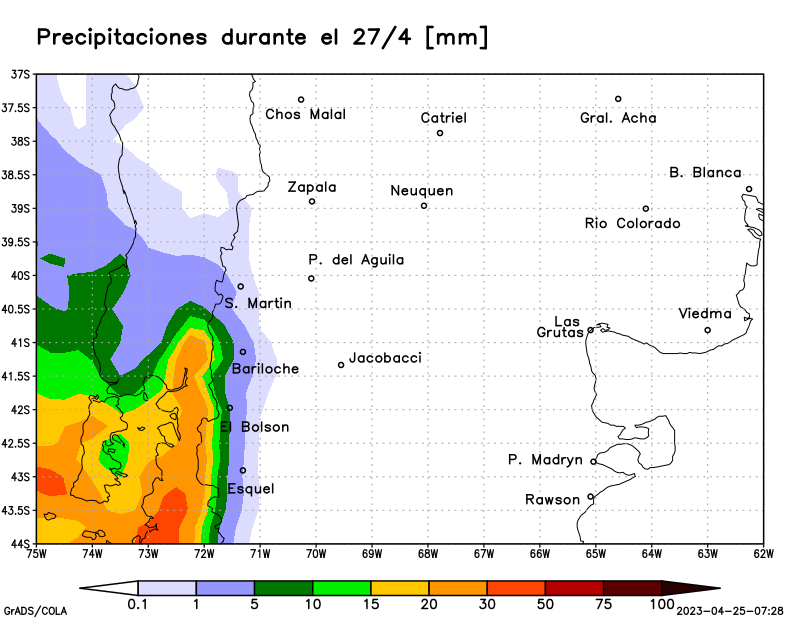 Precipitaciones durante el 27/4 [mm]
37S
37.5S
38S
38.5S
39S
39.5S
40S
40.5S
41S
41.5S
42S
42.5S
43S
43.5S
44S
Chos Malal
Catriel
Gral. Acha
B. Blanca
Zapala
Neuquen
Rio Colorado
P. del Aguila
S. Martin
Viedma
Las
Grutas
Jacobacci
Bariloche
El Bolson
P. Madryn
Esquel
Rawson
75W 74W 73W 72W 71W 70W 69W 68W 67W 66W 65W 64W 63W 62W
0.1 1 5 10 15 20 30 50 75 100
GrADS/COLA
2023-04-25-07:28